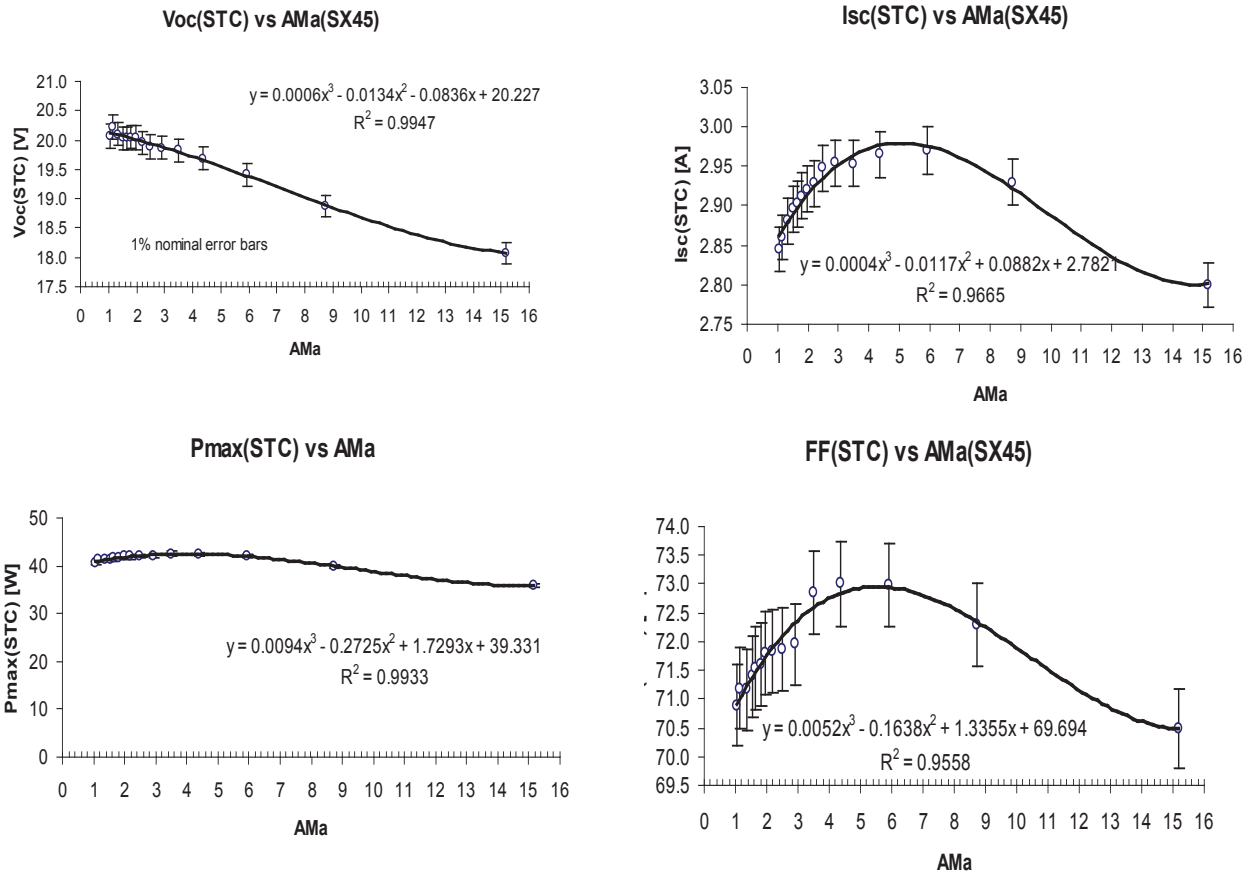 Voc(STC) vs AMa(SX45)
21.0
20.5
20.0
19.5
19.0
18.5
18.0
17.5
Voc(STC) [V]
y = 0.0006x³ - 0.0134x² - 0.0836x + 20.227
R² = 0.9947
1% nominal error bars
0 1 2 3 4 5 6 7 8 9 10 11 12 13 14 15 16
AMa
Isc(STC) vs AMa(SX45)
3.05
3.00
2.95
2.90
2.85
2.80
2.75
Isc(STC) [A]
y = 0.0004x³ - 0.0117x² + 0.0882x + 2.7821
R² = 0.9665
0 1 2 3 4 5 6 7 8 9 10 11 12 13 14 15 16
AMa
Pmax(STC) vs AMa
50
40
30
20
10
0
Pmax(STC) [W]
y = 0.0094x³ - 0.2725x² + 1.7293x + 39.331
R² = 0.9933
0 1 2 3 4 5 6 7 8 9 10 11 12 13 14 15 16
AMa
FF(STC) vs AMa(SX45)
74.0
73.5
73.0
72.5
72.0
71.5
71.0
70.5
70.0
69.5
y = 0.0052x³ - 0.1638x² + 1.3355x + 69.694
R² = 0.9558
0 1 2 3 4 5 6 7 8 9 10 11 12 13 14 15 16
AMa